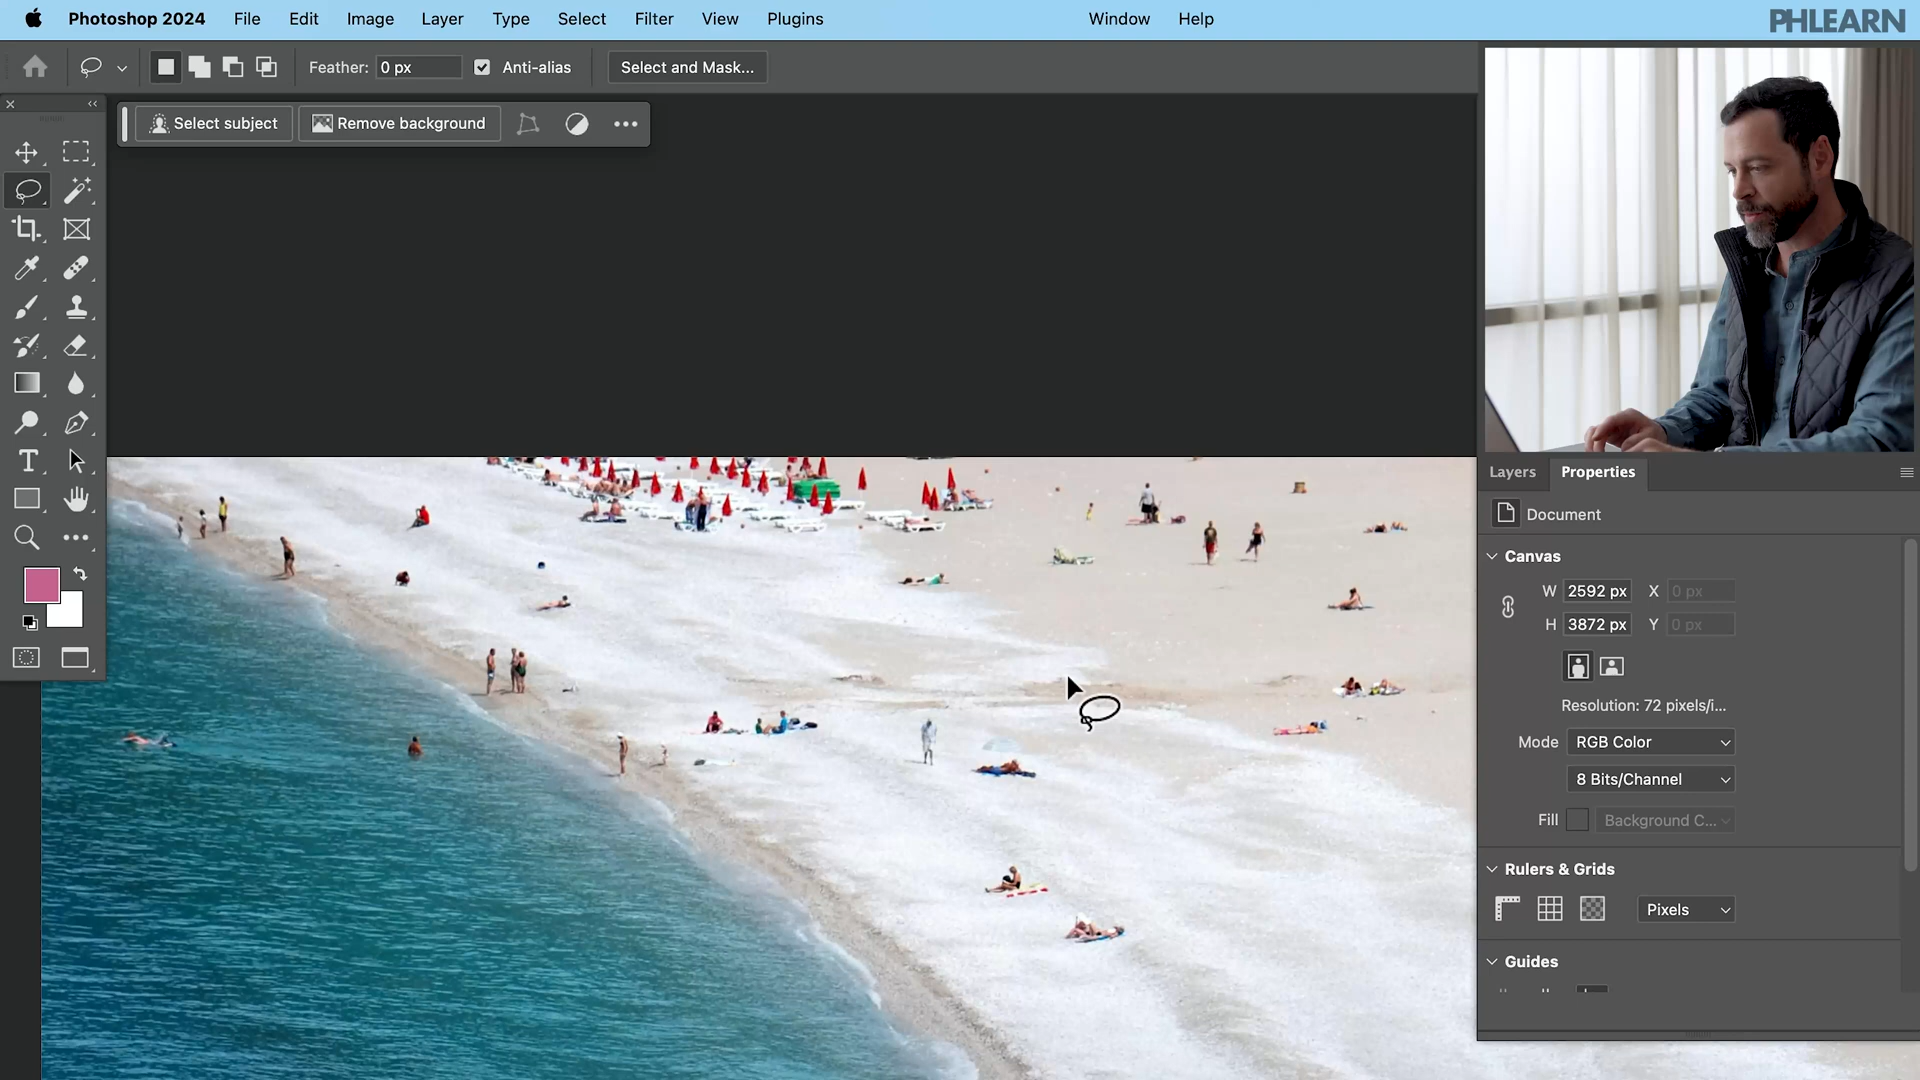 Photoshop 2024 File Edit Image Layer Type Select Filter View Plugins Window Help
PHLEARN
Feather: 0 px Anti-alias Select and Mask...
Select subject Remove background
Layers Properties
Document
Canvas
W 2592 px X 0 px
H 3872 px Y 0 px
Resolution: 72 pixels/i...
Mode RGB Color
8 Bits/Channel
Fill Background C...
Rulers & Grids
Pixels
Guides